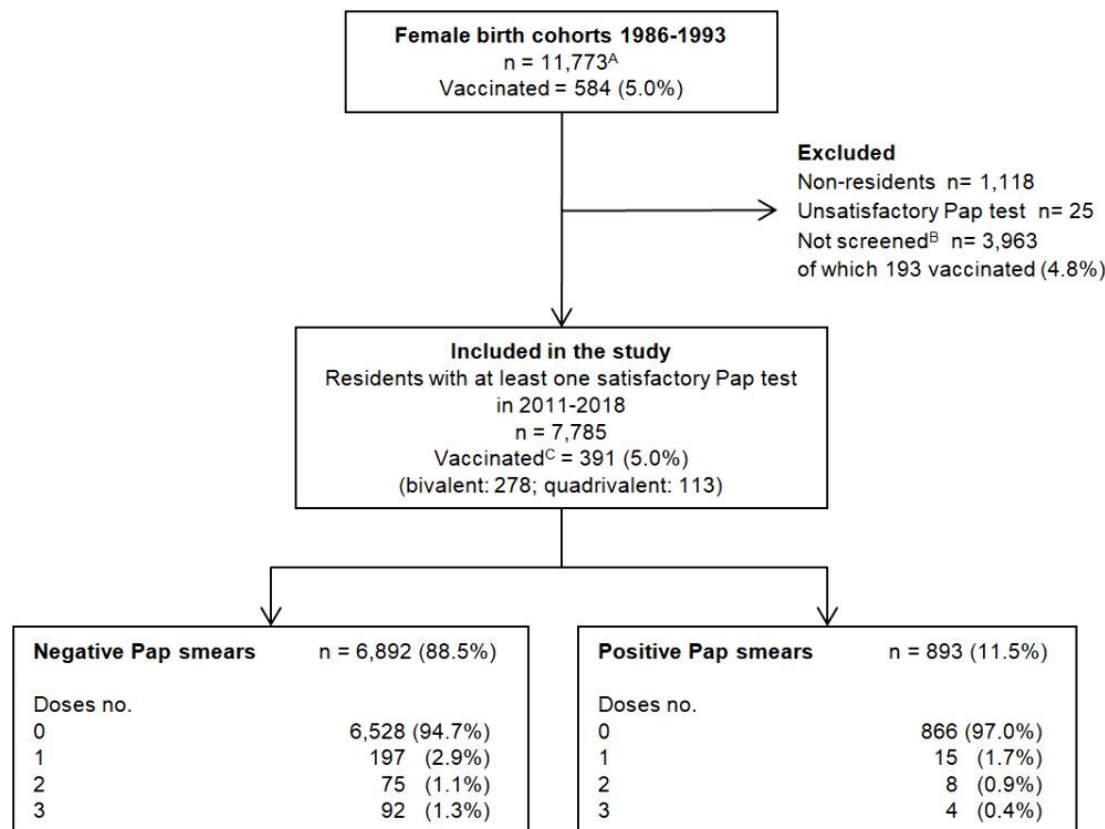 Female birth cohorts 1986-1993
n = 11,773ᴬ
Vaccinated = 584 (5.0%)
Excluded
Non-residents n= 1,118
Unsatisfactory Pap test n= 25
Not screenedᴮ n= 3,963
of which 193 vaccinated (4.8%)
Included in the study
Residents with at least one satisfactory Pap test
in 2011-2018
n = 7,785
Vaccinatedᶜ = 391 (5.0%)
(bivalent: 278; quadrivalent: 113)
Negative Pap smears n = 6,892 (88.5%)
Doses no.
0 6,528 (94.7%)
1 197 (2.9%)
2 75 (1.1%)
3 92 (1.3%)
Positive Pap smears n = 893 (11.5%)
Doses no.
0 866 (97.0%)
1 15 (1.7%)
2 8 (0.9%)
3 4 (0.4%)